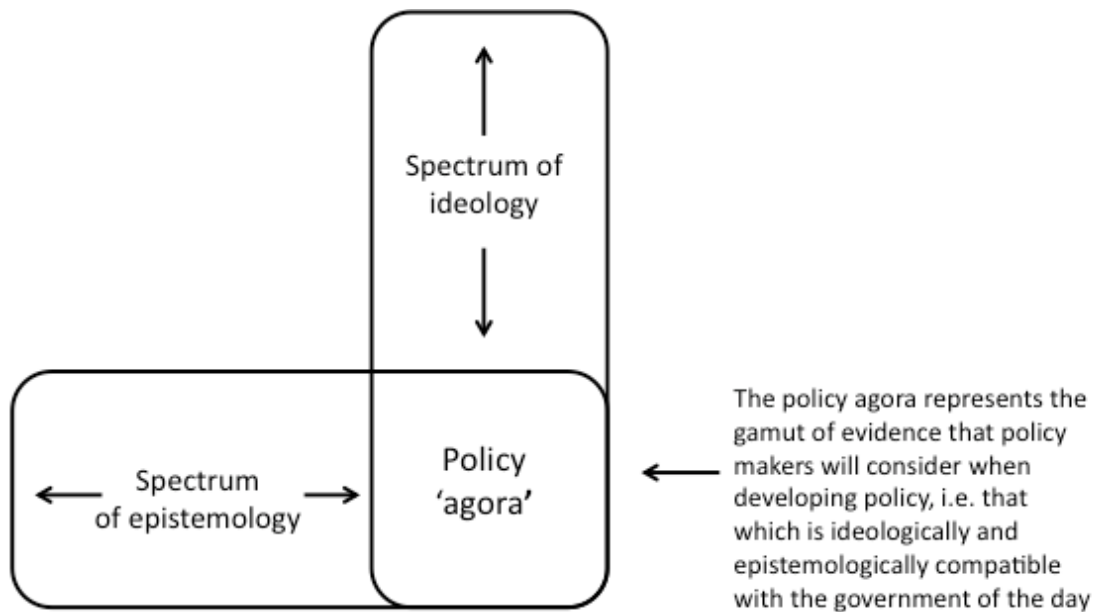 Spectrum of
ideology
Spectrum
of epistemology
Policy
‘agora’
The policy agora represents the
gamut of evidence that policy
makers will consider when
developing policy, i.e. that
which is ideologically and
epistemologically compatible
with the government of the day